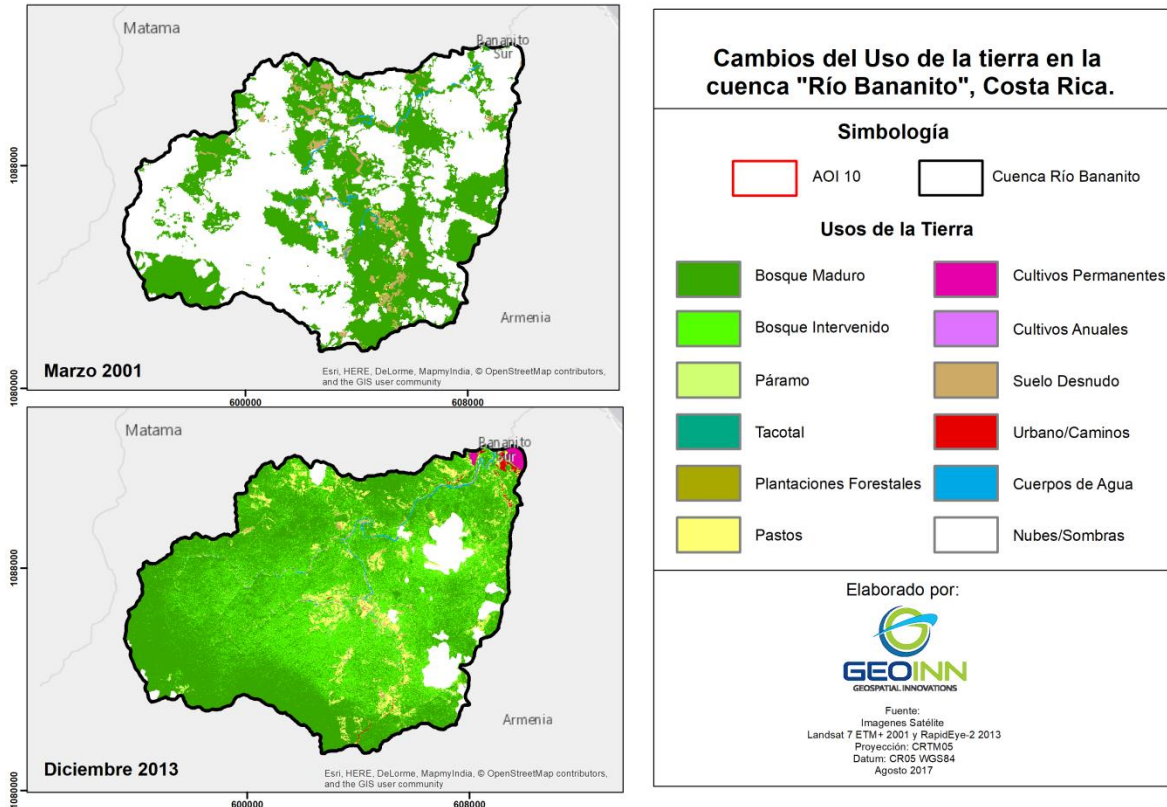 Matama
Bananito
Sur
Armenia
Marzo 2001
Esri, HERE, DeLorme, MapmyIndia, © OpenStreetMap contributors,
and the GIS user community
1088000
1080000
600000
608000
Matama
Bananito
Sur
Armenia
Diciembre 2013
Esri, HERE, DeLorme, MapmyIndia, © OpenStreetMap contributors,
and the GIS user community
1088000
1080000
600000
608000
Cambios del Uso de la tierra en la
cuenca "Río Bananito", Costa Rica.
Simbología
AOI 10
Cuenca Río Bananito
Usos de la Tierra
Bosque Maduro
Cultivos Permanentes
Bosque Intervenido
Cultivos Anuales
Páramo
Suelo Desnudo
Tacotal
Urbano/Caminos
Plantaciones Forestales
Cuerpos de Agua
Pastos
Nubes/Sombras
Elaborado por:
GEOINN
GEOSPATIAL INNOVATIONS
Fuente:
Imagenes Satélite
Landsat 7 ETM+ 2001 y RapidEye-2 2013
Proyección: CRTM05
Datum: CR05 WGS84
Agosto 2017